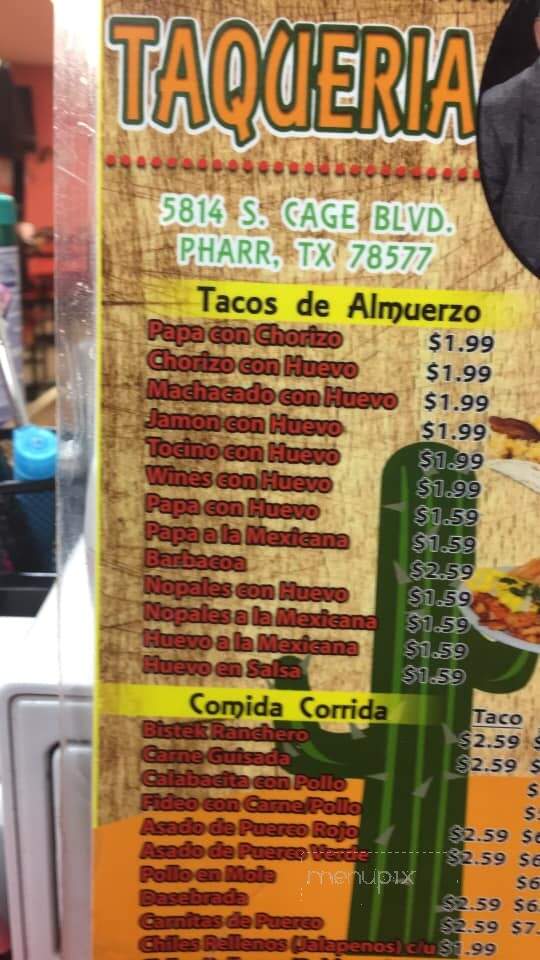 TAQUERIA
5814 S. CAGE BLVD.
PHARR, TX 78577
Tacos de Almuerzo
Papa con Chorizo $1.99
Chorizo con Huevo $1.99
Machacado con Huevo $1.99
Jamon con Huevo $1.99
Tocino con Huevo $1.99
Wines con Huevo $1.99
Papa con Huevo $1.59
Papa a la Mexicana $1.59
Barbacoa $2.59
Nopales con Huevo $1.59
Nopales a la Mexicana $1.59
Huevo a la Mexicana $1.59
Huevo en Salsa $1.59
Comida Corrida Taco
Bistek Ranchero $2.59 $
Carne Guisada $2.59 $
Calabacita con Pollo $
Fideo con Carne/Pollo $
Asado de Puerco Rojo $2.59 $6
Asado de Puerco Verde $2.59 $6
Pollo en Mole $6
Dasebrada $2.59 $6
Carnitas de Puerco $2.59 $7.
Chiles Rellenos (Jalapenos) c/u $1.99
menupix